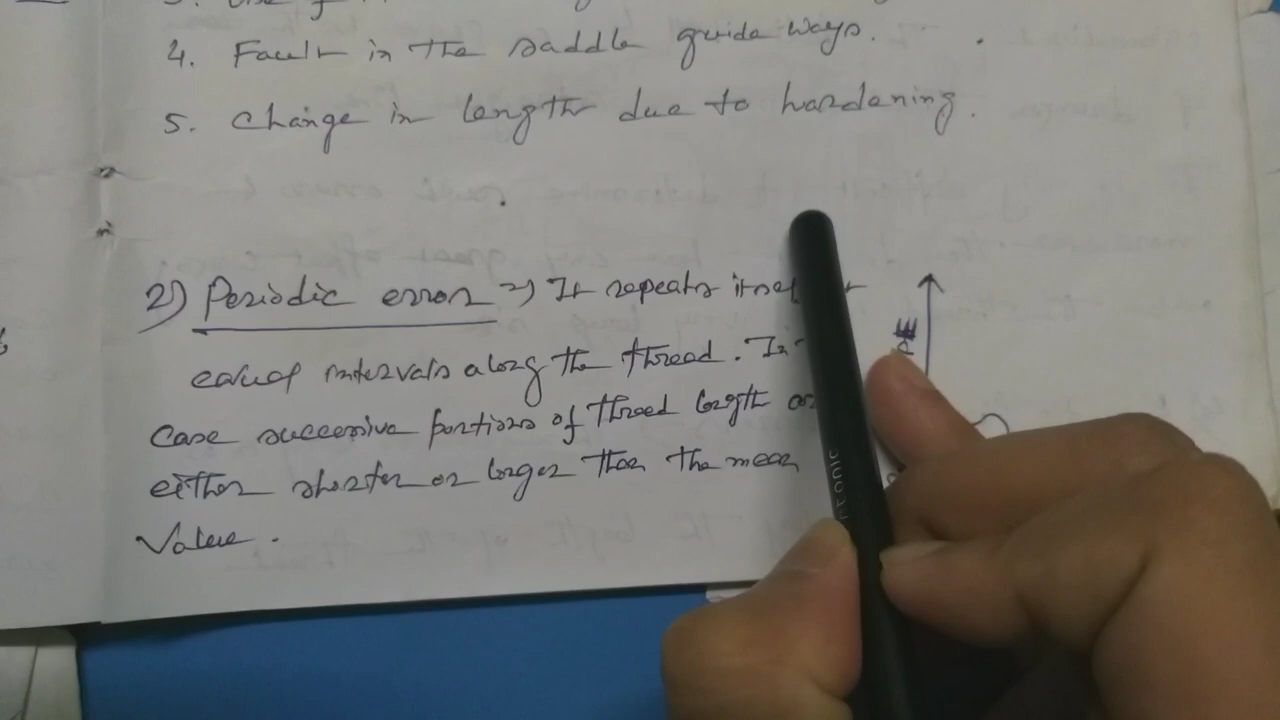 4. Fault in the saddle guide ways.
5. Change in length due to hardening.
2) Periodic error → It repeats itself
equal intervals along the thread. In
case successive portions of thread length
either shorter or longer than the mean
Value.